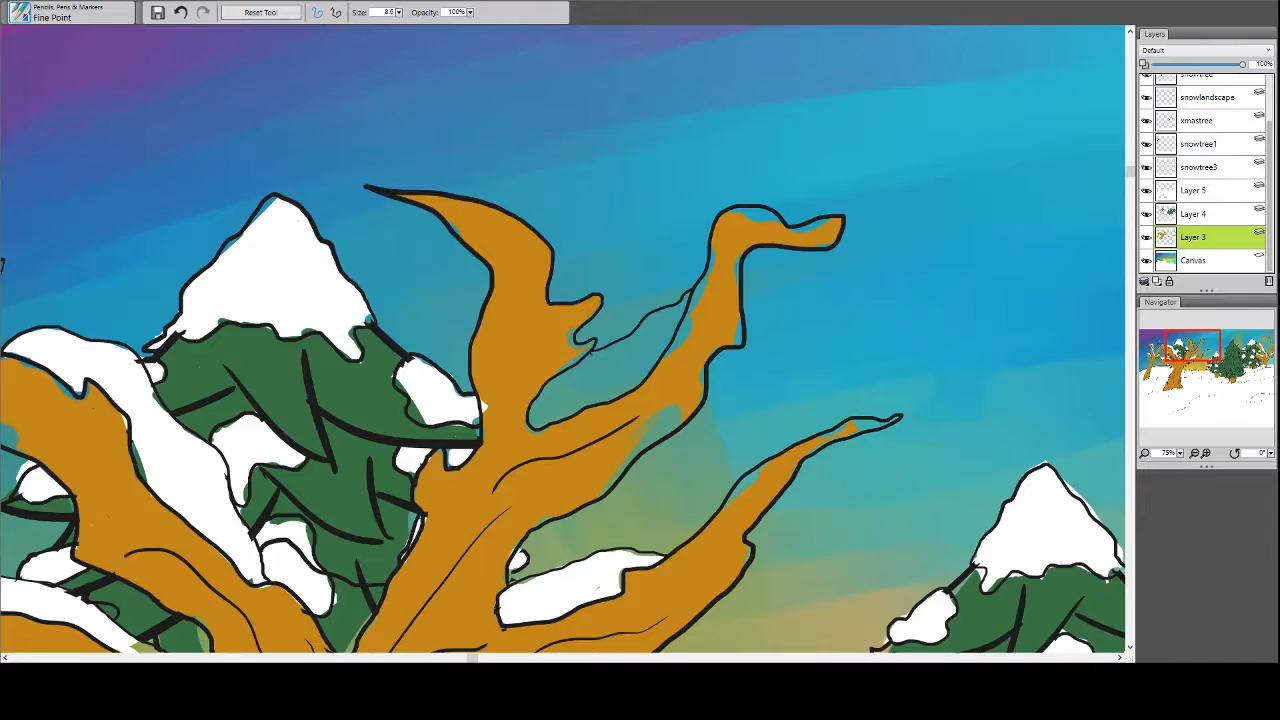 Pencils, Pens & Markers
Fine Point
Reset Tool
Size: 8.6
Opacity: 100%
Layers
Default
100%
snowtree
snowlandscape
xmastree
snowtree1
snowtree3
Layer 5
Layer 4
Layer 3
Canvas
Navigator
75%
0°